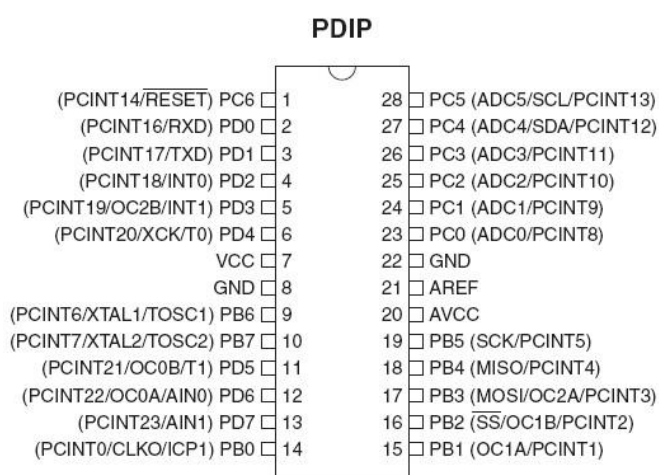 PDIP
(PCINT14/RESET) PC6 1 28 PC5 (ADC5/SCL/PCINT13)
(PCINT16/RXD) PD0 2 27 PC4 (ADC4/SDA/PCINT12)
(PCINT17/TXD) PD1 3 26 PC3 (ADC3/PCINT11)
(PCINT18/INT0) PD2 4 25 PC2 (ADC2/PCINT10)
(PCINT19/OC2B/INT1) PD3 5 24 PC1 (ADC1/PCINT9)
(PCINT20/XCK/T0) PD4 6 23 PC0 (ADC0/PCINT8)
VCC 7 22 GND
GND 8 21 AREF
(PCINT6/XTAL1/TOSC1) PB6 9 20 AVCC
(PCINT7/XTAL2/TOSC2) PB7 10 19 PB5 (SCK/PCINT5)
(PCINT21/OC0B/T1) PD5 11 18 PB4 (MISO/PCINT4)
(PCINT22/OC0A/AIN0) PD6 12 17 PB3 (MOSI/OC2A/PCINT3)
(PCINT23/AIN1) PD7 13 16 PB2 (SS/OC1B/PCINT2)
(PCINT0/CLKO/ICP1) PB0 14 15 PB1 (OC1A/PCINT1)